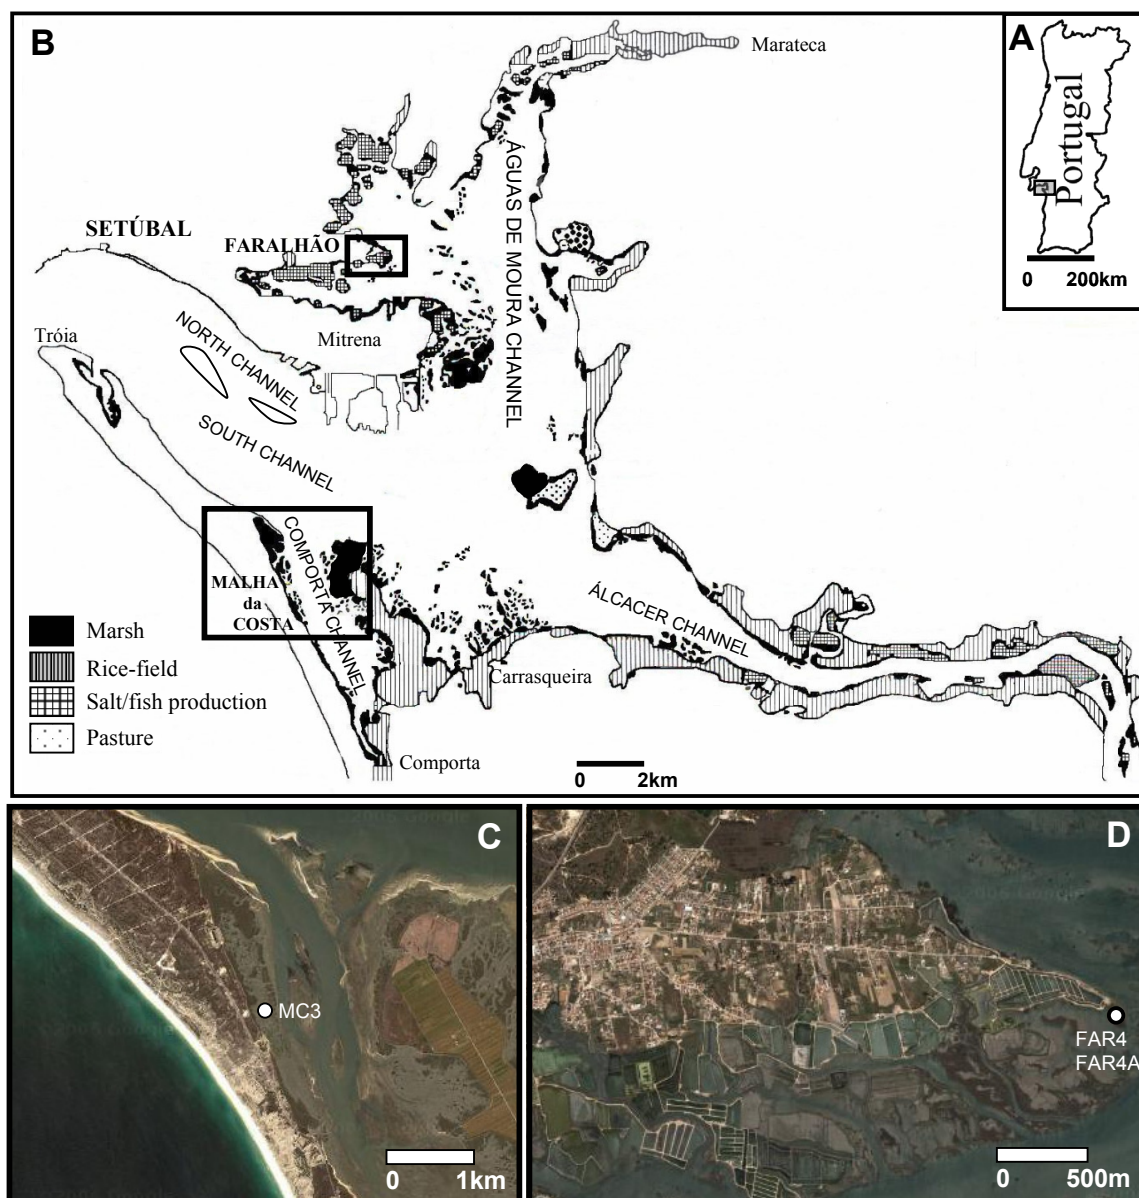 B
Marateca
A
Portugal
0 200km
ÁGUAS DE MOURA CHANNEL
SETÚBAL
FARALHÃO
Tróia
NORTH CHANNEL
Mitrena
SOUTH CHANNEL
COMPORTA CHANNEL
MALHA
da
COSTA
ÁLCACER CHANNEL
Marsh
Rice-field
Salt/fish production
Pasture
Carrasqueira
Comporta
0 2km
C
MC3
0 1km
D
FAR4
FAR4A
0 500m